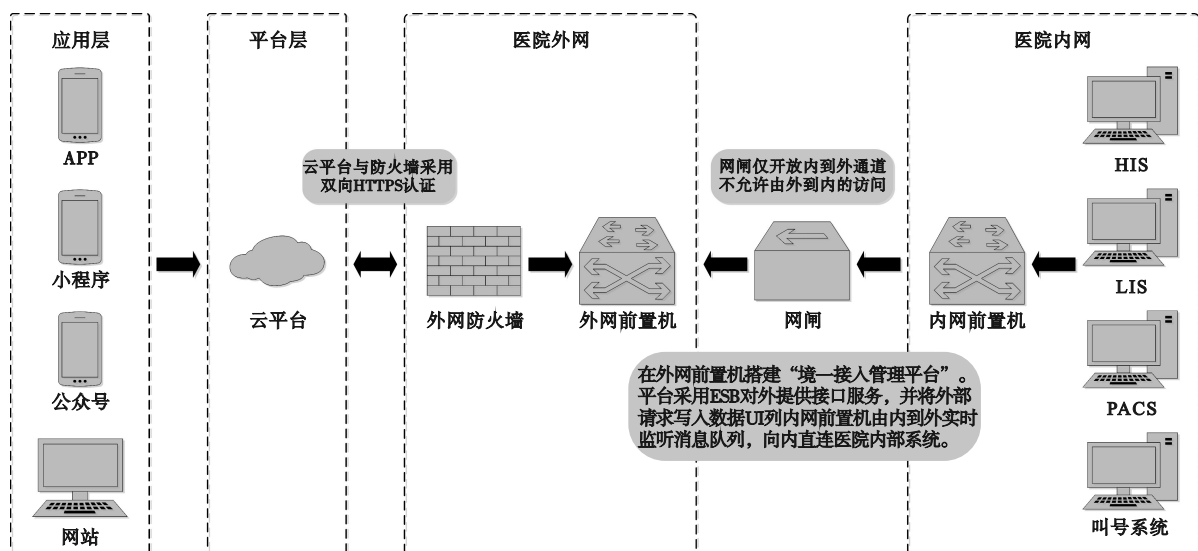 应用层
平台层
医院外网
医院内网
APP
小程序
公众号
网站
云平台与防火墙采用
双向HTTPS认证
云平台
外网防火墙
外网前置机
网闸仅开放内到外通道
不允许由外到内的访问
网闸
内网前置机
在外网前置机搭建“境一接入管理平台”。
平台采用ESB对外提供接口服务，并将外部
请求写入数据UI列内网前置机由内到外实时
监听消息队列，向内直连医院内部系统。
HIS
LIS
PACS
叫号系统